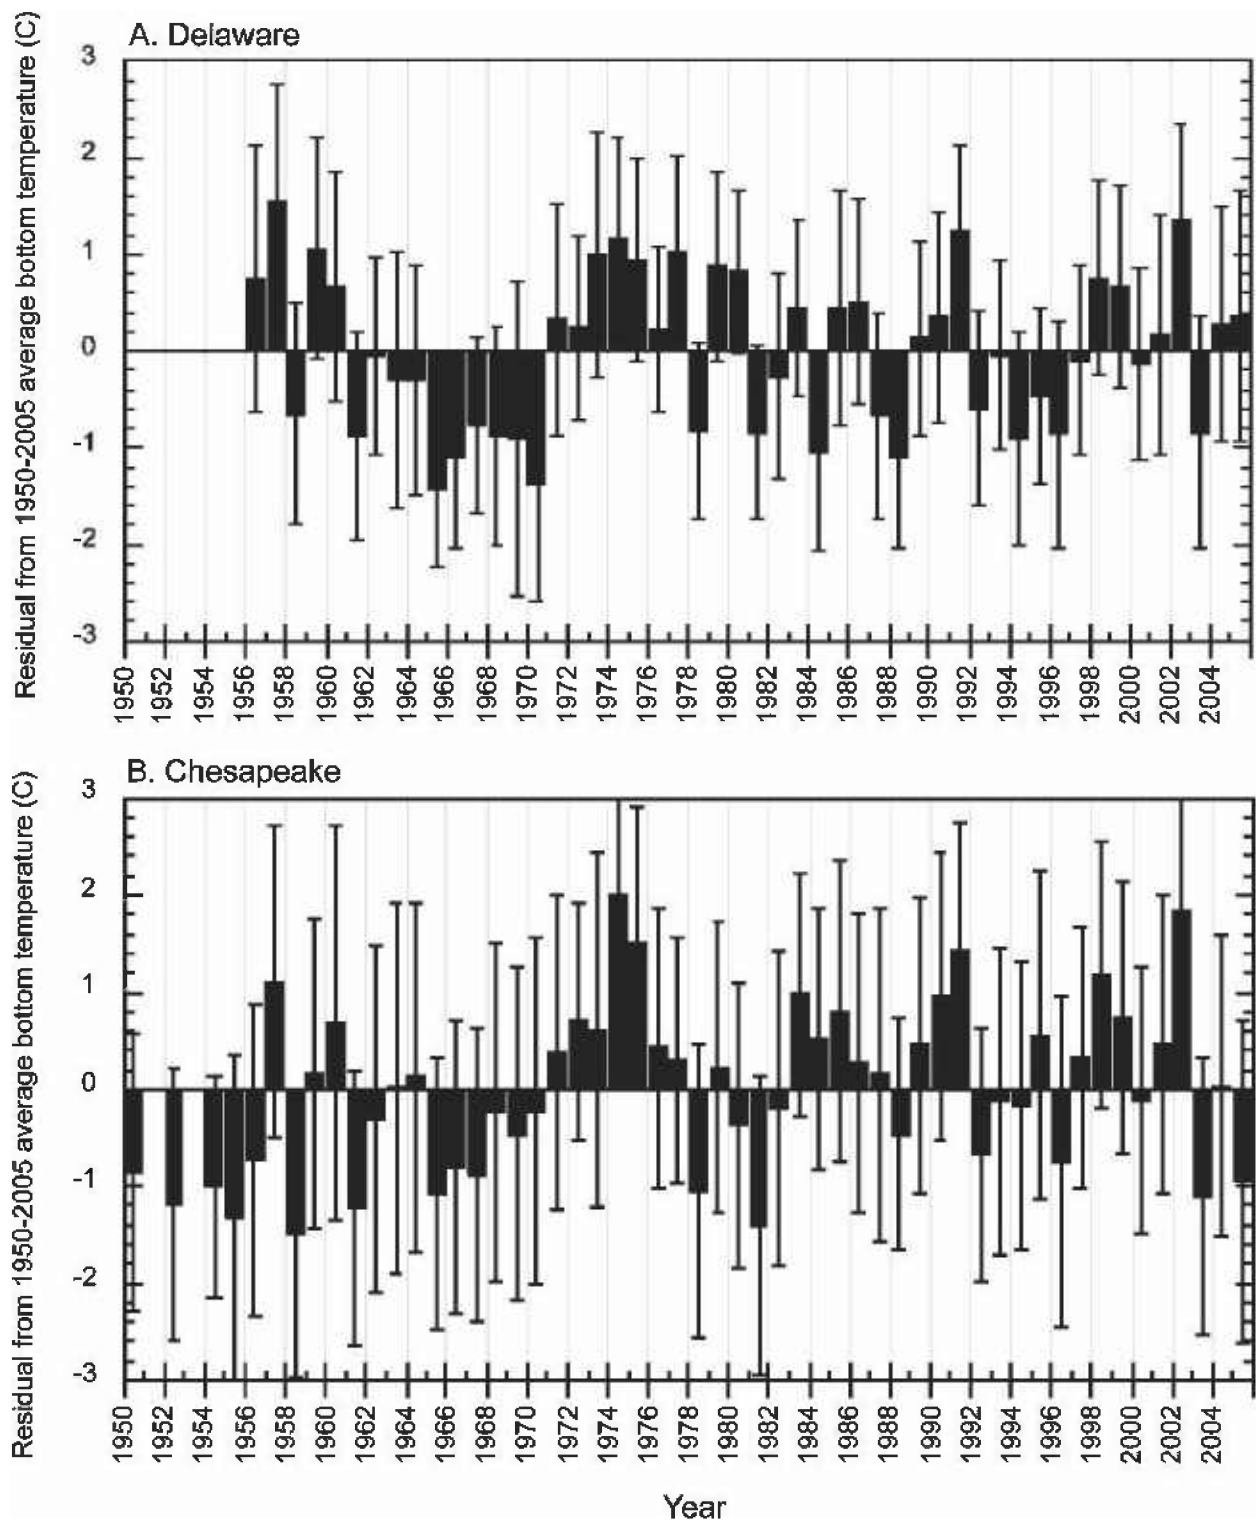 A. Delaware
Residual from 1950-2005 average bottom temperature (C)
3
2
1
0
-1
-2
-3
1950 1952 1954 1956 1958 1960 1962 1964 1966 1968 1970 1972 1974 1976 1978 1980 1982 1984 1986 1988 1990 1992 1994 1996 1998 2000 2002 2004
B. Chesapeake
Residual from 1950-2005 average bottom temperature (C)
3
2
1
0
-1
-2
-3
1950 1952 1954 1956 1958 1960 1962 1964 1966 1968 1970 1972 1974 1976 1978 1980 1982 1984 1986 1988 1990 1992 1994 1996 1998 2000 2002 2004
Year